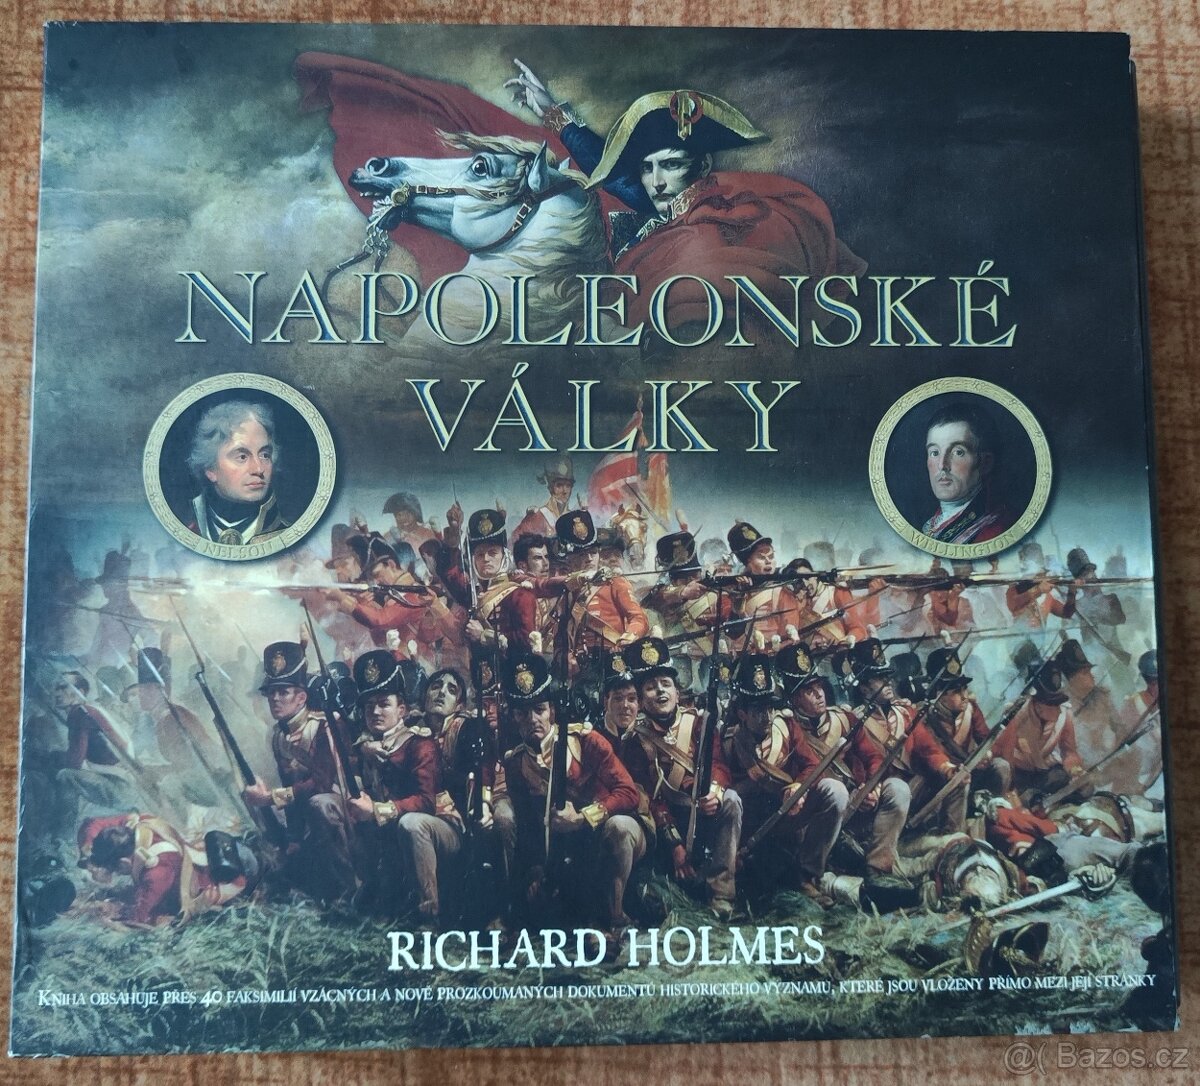 NAPOLEONSKÉ
VÁLKY
NELSON
WELLINGTON
RICHARD HOLMES
KNIHA OBSAHUJE PŘES 40 FAKSIMILIÍ VZÁCNÝCH A NOVĚ PROZKOUMANÝCH DOKUMENTŮ HISTORICKÉHO VÝZNAMU, KTERÉ JSOU VLOŽENY PŘÍMO MEZI JEJÍ STRÁNKY
@( Bazos.cz